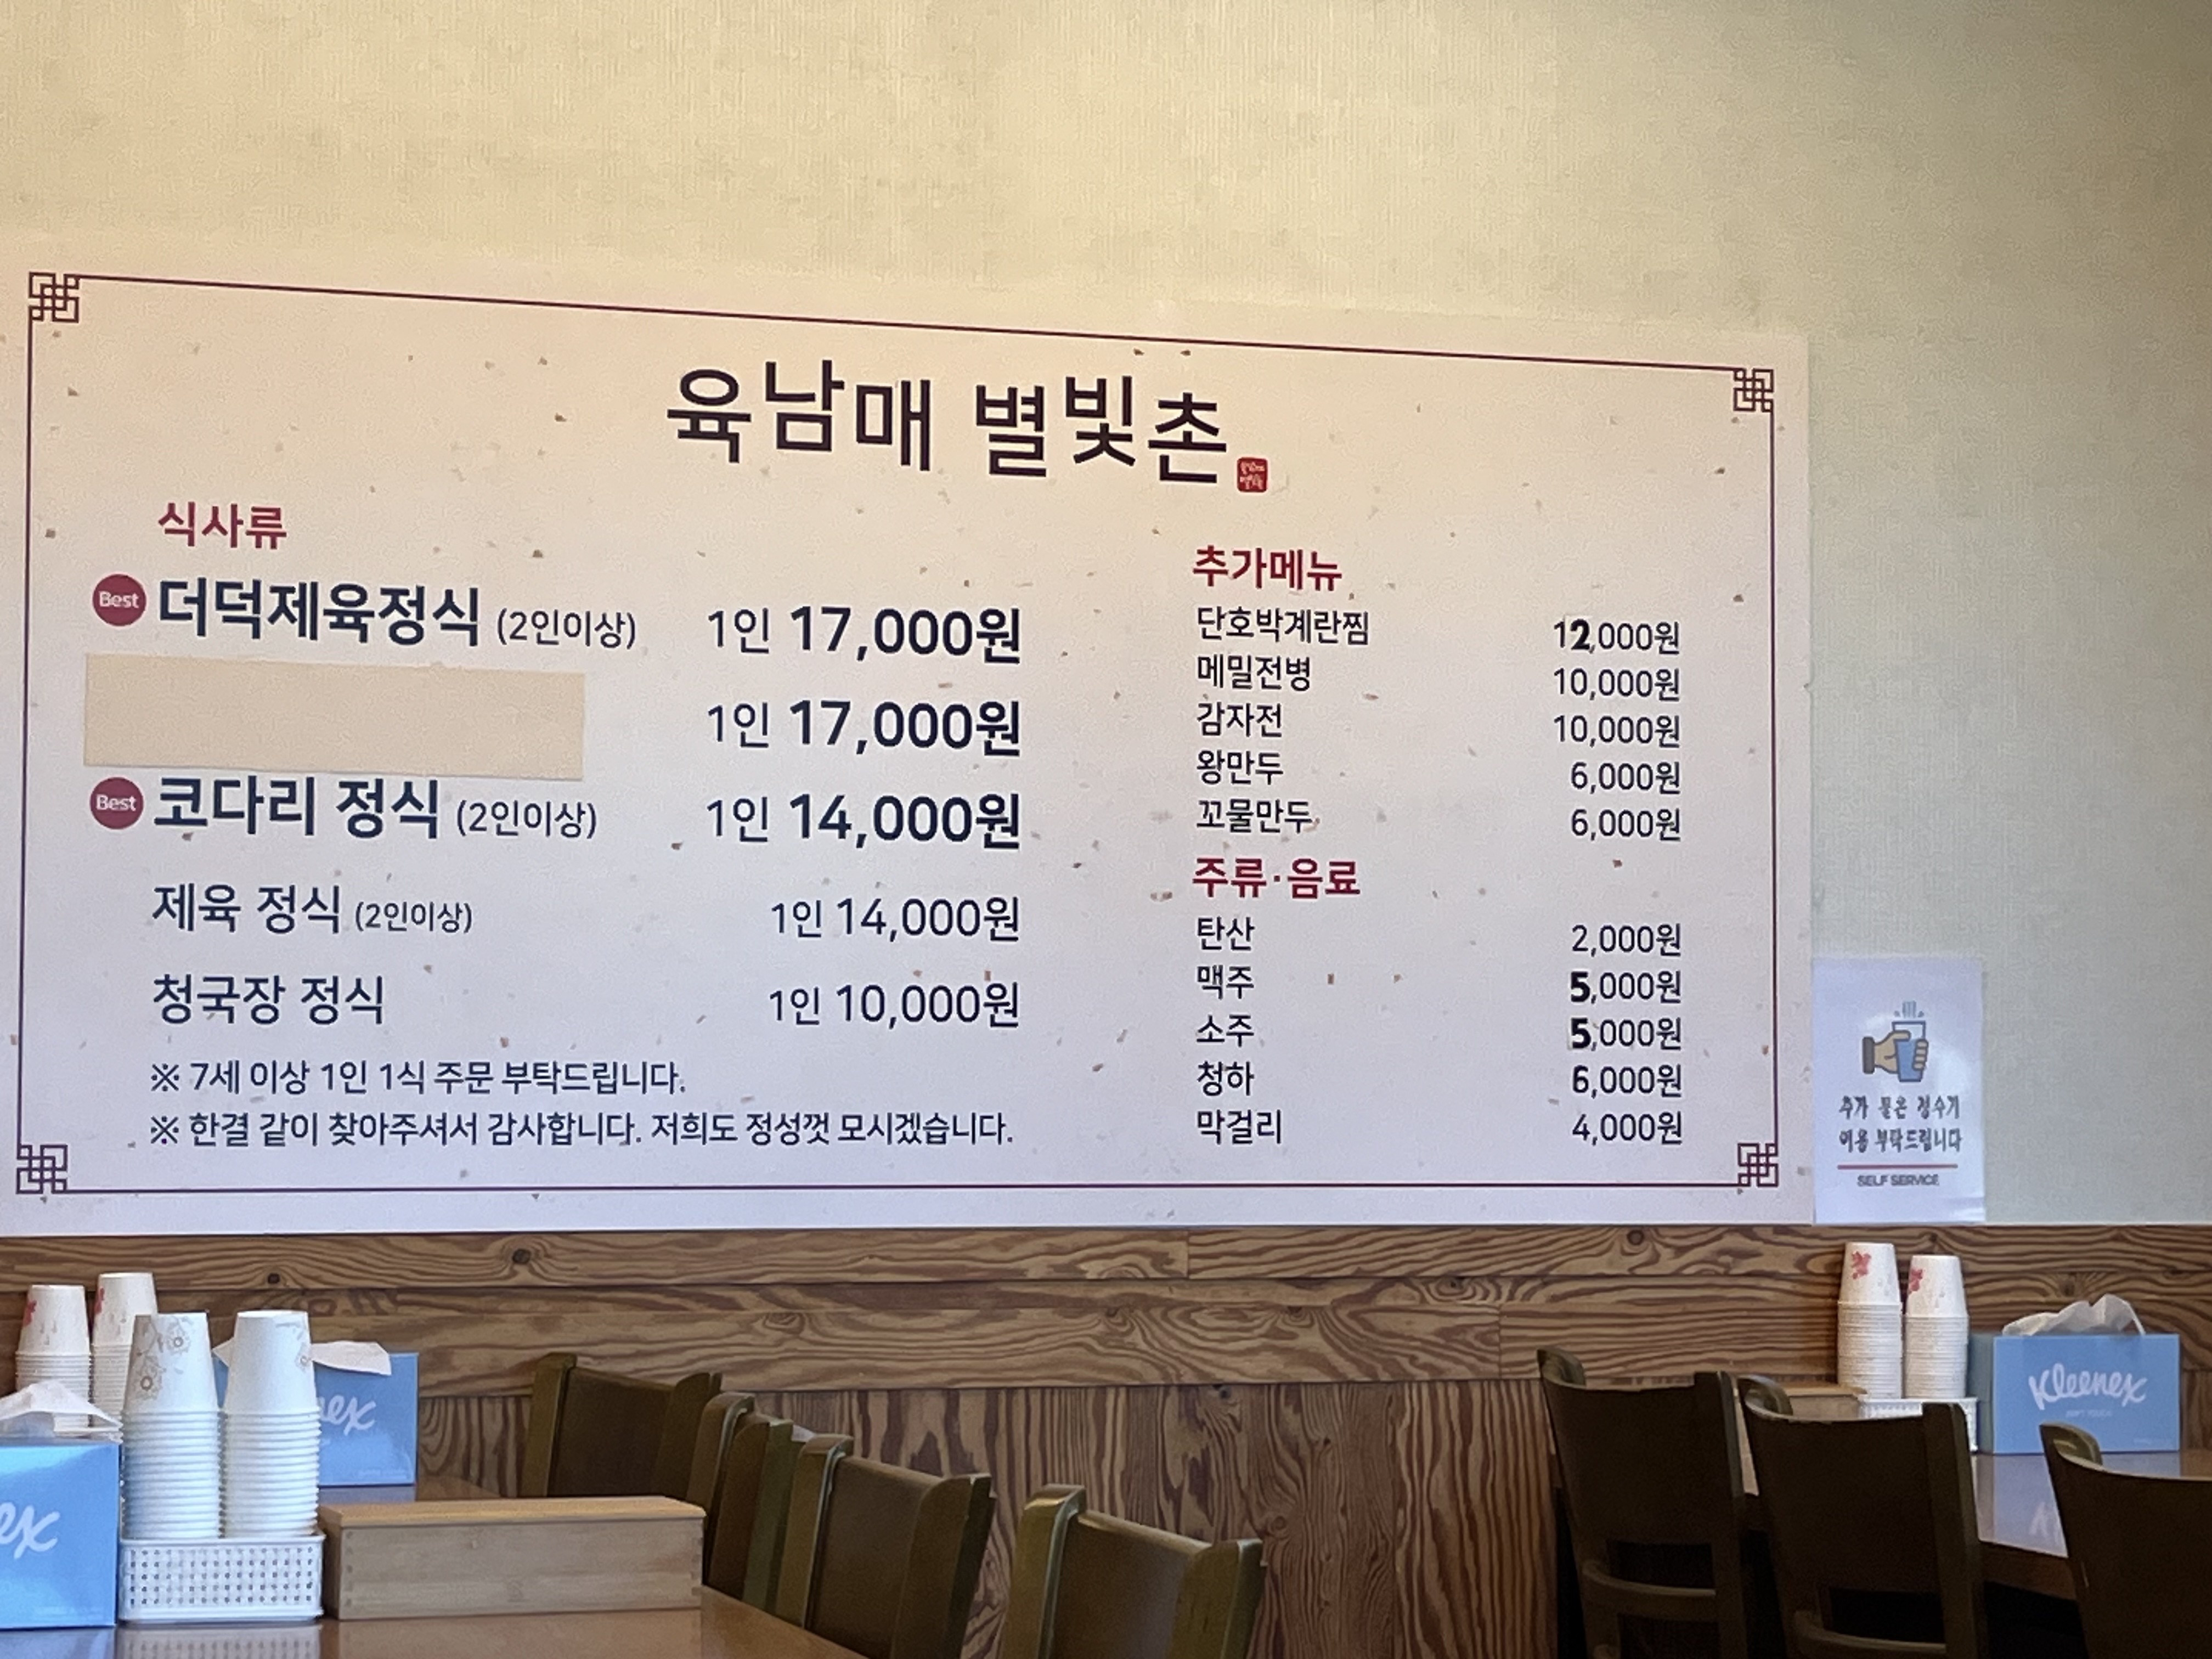 육남매 별빛촌
식사류
Best 더덕제육정식 (2인이상) 1인 17,000원
1인 17,000원
Best 코다리 정식 (2인이상) 1인 14,000원
제육 정식 (2인이상) 1인 14,000원
청국장 정식 1인 10,000원
※ 7세 이상 1인 1식 주문 부탁드립니다.
※ 한결 같이 찾아주셔서 감사합니다. 저희도 정성껏 모시겠습니다.
추가메뉴
단호박계란찜 12,000원
메밀전병 10,000원
감자전 10,000원
왕만두 6,000원
꼬물만두 6,000원
주류·음료
탄산 2,000원
맥주 5,000원
소주 5,000원
청하 6,000원
막걸리 4,000원
추가 물은 정수기
이용 부탁드립니다
SELF SERVICE
Kleenex